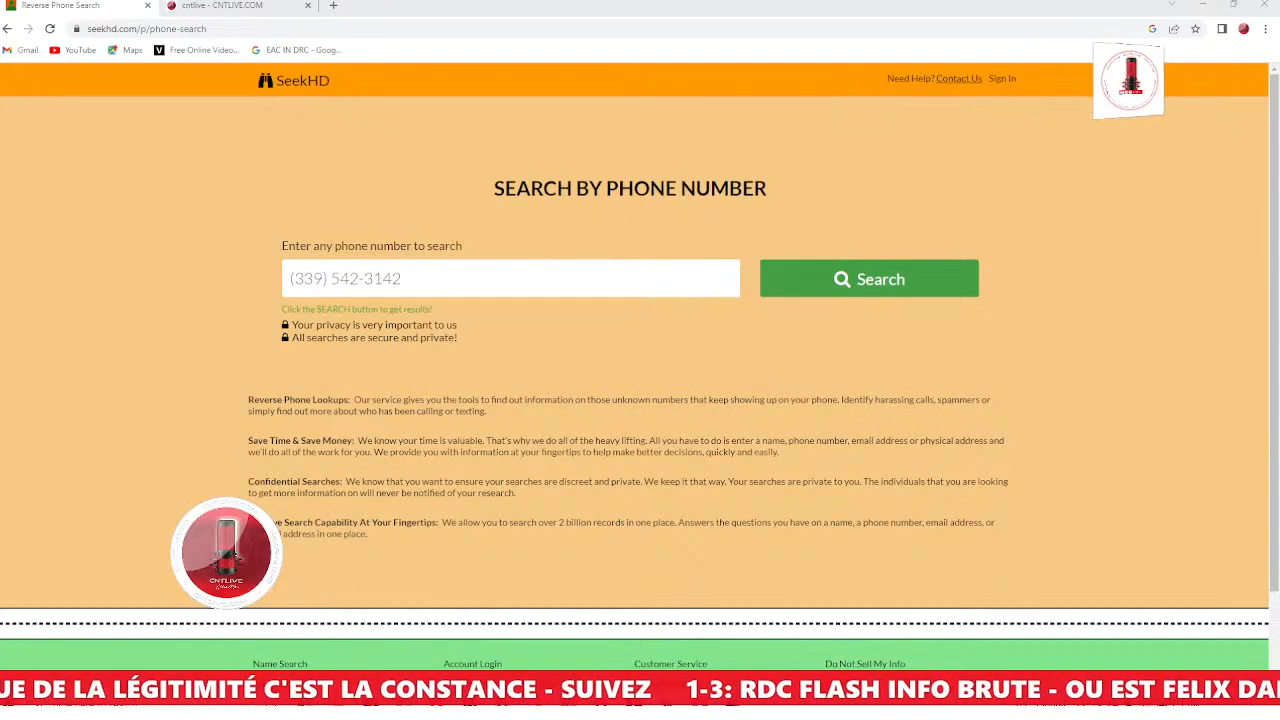 Reverse Phone Search
cntlive - CNTLIVE.COM
seekhd.com/p/phone-search
Gmail YouTube Maps Free Online Video... EAC IN DRC - Goog...
SeekHD
Need Help? Contact Us Sign In
SEARCH BY PHONE NUMBER
Enter any phone number to search
(339) 542-3142
Search
Click the SEARCH button to get results!
Your privacy is very important to us
All searches are secure and private!
Reverse Phone Lookups: Our service gives you the tools to find out information on those unknown numbers that keep showing up on your phone. Identify harassing calls, spammers or
simply find out more about who has been calling or texting.
Save Time & Save Money: We know your time is valuable. That's why we do all of the heavy lifting. All you have to do is enter a name, phone number, email address or physical address and
we'll do all of the work for you. We provide you with information at your fingertips to help make better decisions, quickly and easily.
Confidential Searches: We know that you want to ensure your searches are discreet and private. We keep it that way. Your searches are private to you. The individuals that you are looking
to get more information on will never be notified of your research.
ve Search Capability At Your Fingertips: We allow you to search over 2 billion records in one place. Answers the questions you have on a name, a phone number, email address, or
address in one place.
CNTLIVE
Name Search Account Login Customer Service Do Not Sell My Info
UE DE LA LÉGITIMITÉ C'EST LA CONSTANCE - SUIVEZ 1-3: RDC FLASH INFO BRUTE - OU EST FELIX DA